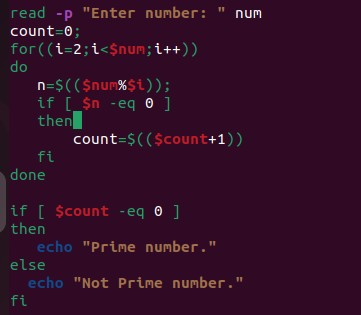 read -p "Enter number: " num
count=0;
for((i=2;i<$num;i++))
do
   n=$(($num%$i));
   if [ $n -eq 0 ]
   then
       count=$(($count+1))
   fi
done

if [ $count -eq 0 ]
then
   echo "Prime number."
else
  echo "Not Prime number."
fi